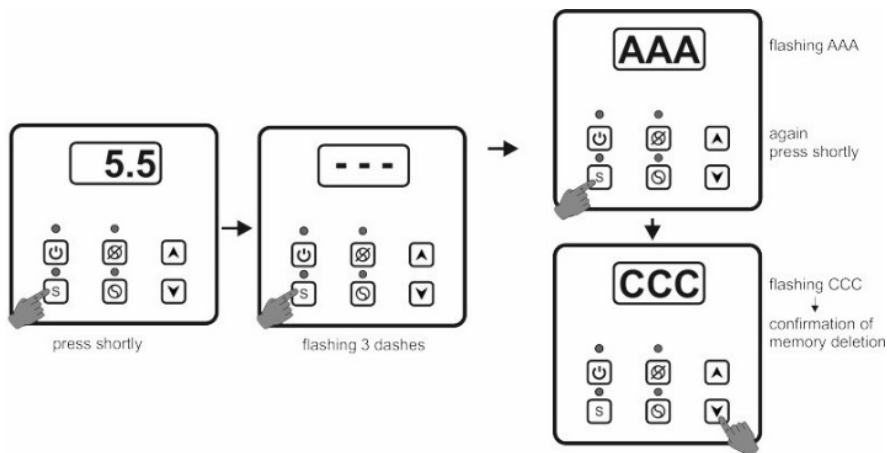 5.5
S
press shortly
- - -
S
flashing 3 dashes
AAA
S
flashing AAA
again
press shortly
CCC
S
flashing CCC
confirmation of
memory deletion